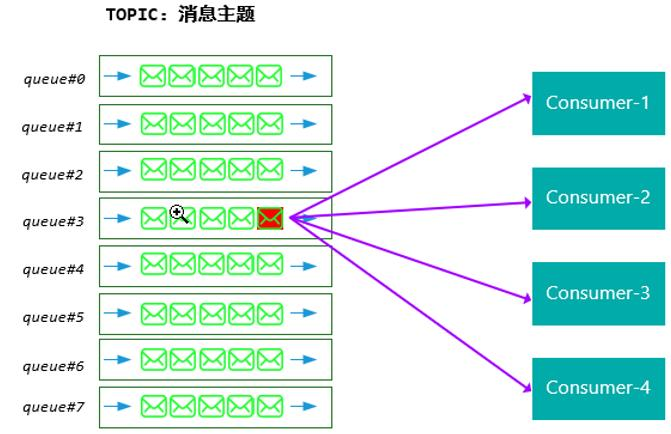 TOPIC: 消息主题
queue#0
queue#1
queue#2
queue#3
queue#4
queue#5
queue#6
queue#7
Consumer-1
Consumer-2
Consumer-3
Consumer-4